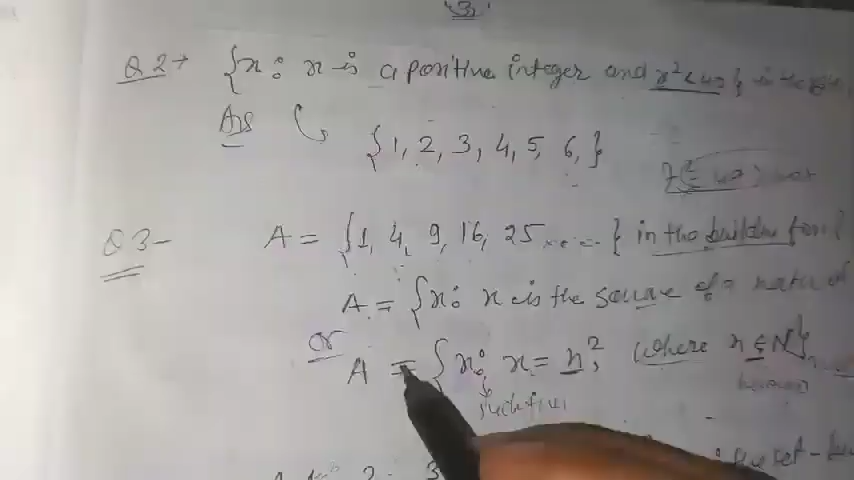 Q2→ {x: x is a positive integer and x²<40} in the
Ans {1, 2, 3, 4, 5, 6,}
Q3- A = {1, 4, 9, 16, 25.....} in the builder form
A = {x: x is the square of a natural
or A = {x: x = n², where n ∈ N}
such that